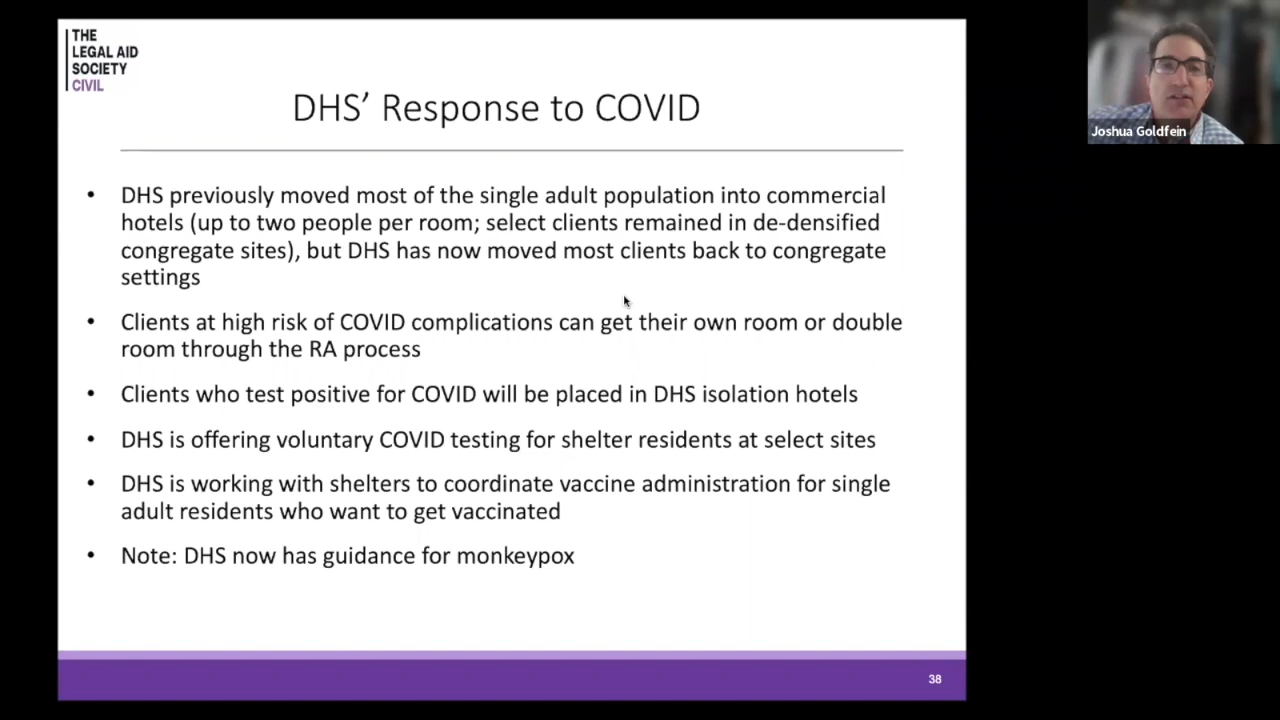 THE
LEGAL AID
SOCIETY
CIVIL
DHS’ Response to COVID
• DHS previously moved most of the single adult population into commercial
hotels (up to two people per room; select clients remained in de-densified
congregate sites), but DHS has now moved most clients back to congregate
settings
• Clients at high risk of COVID complications can get their own room or double
room through the RA process
• Clients who test positive for COVID will be placed in DHS isolation hotels
• DHS is offering voluntary COVID testing for shelter residents at select sites
• DHS is working with shelters to coordinate vaccine administration for single
adult residents who want to get vaccinated
• Note: DHS now has guidance for monkeypox
38
Joshua Goldfein